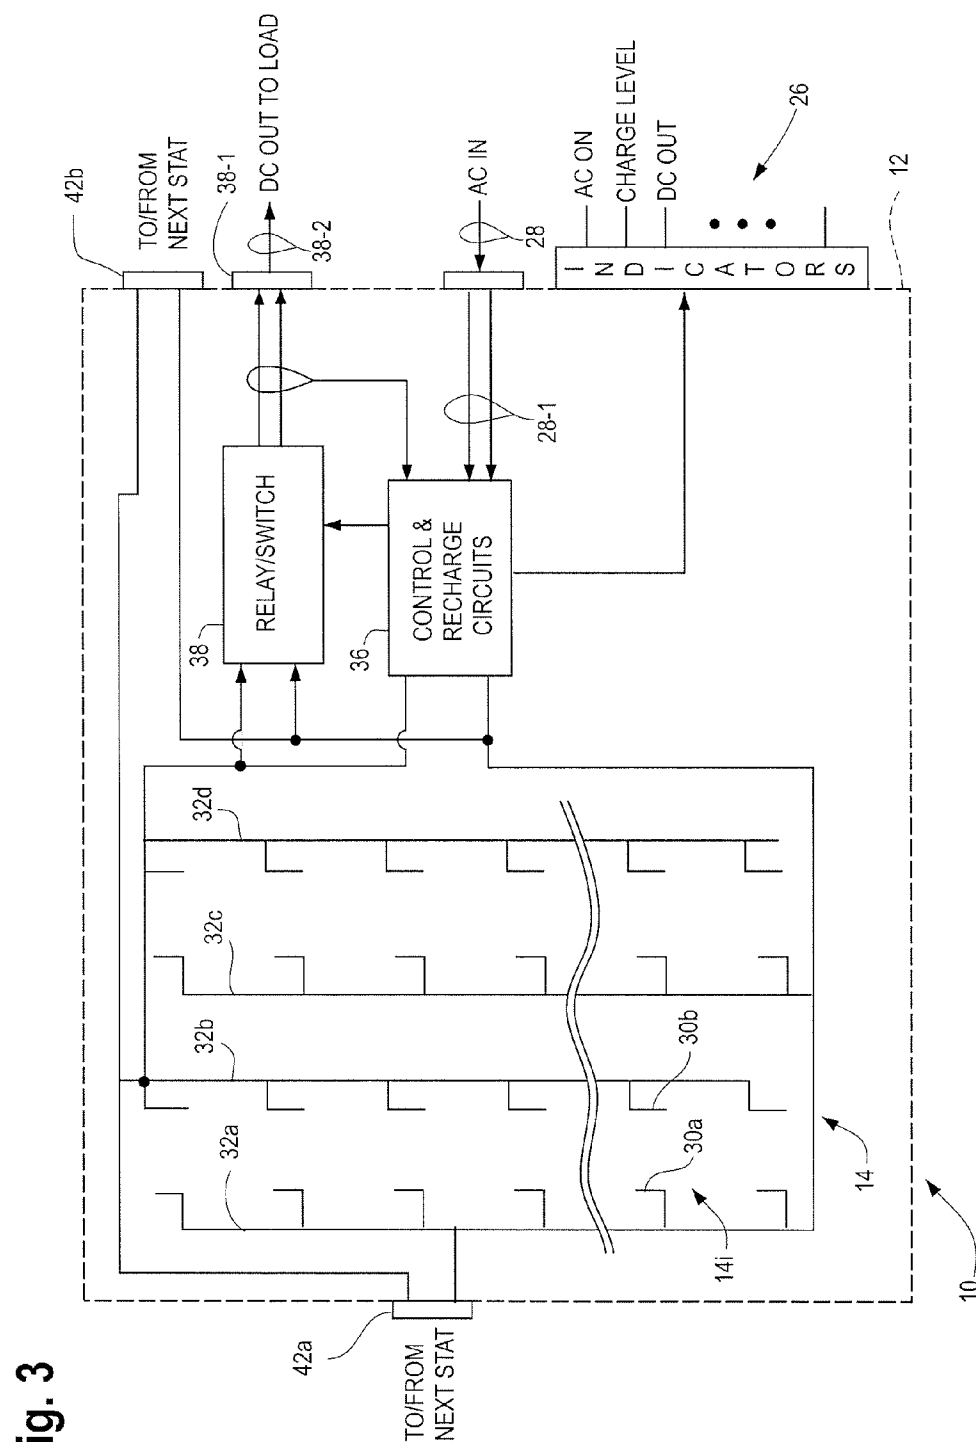 ig. 3
42b
TO/FROM
NEXT STAT
38-1
DC OUT TO LOAD
38-2
AC IN
28
AC ON
CHARGE LEVEL
DC OUT
26
INDICATORS
12
28-1
RELAY/SWITCH
38
CONTROL &
RECHARGE
CIRCUITS
36
32d
32c
32b
32a
30b
30a
14i
14
10
42a
TO/FROM
NEXT STAT